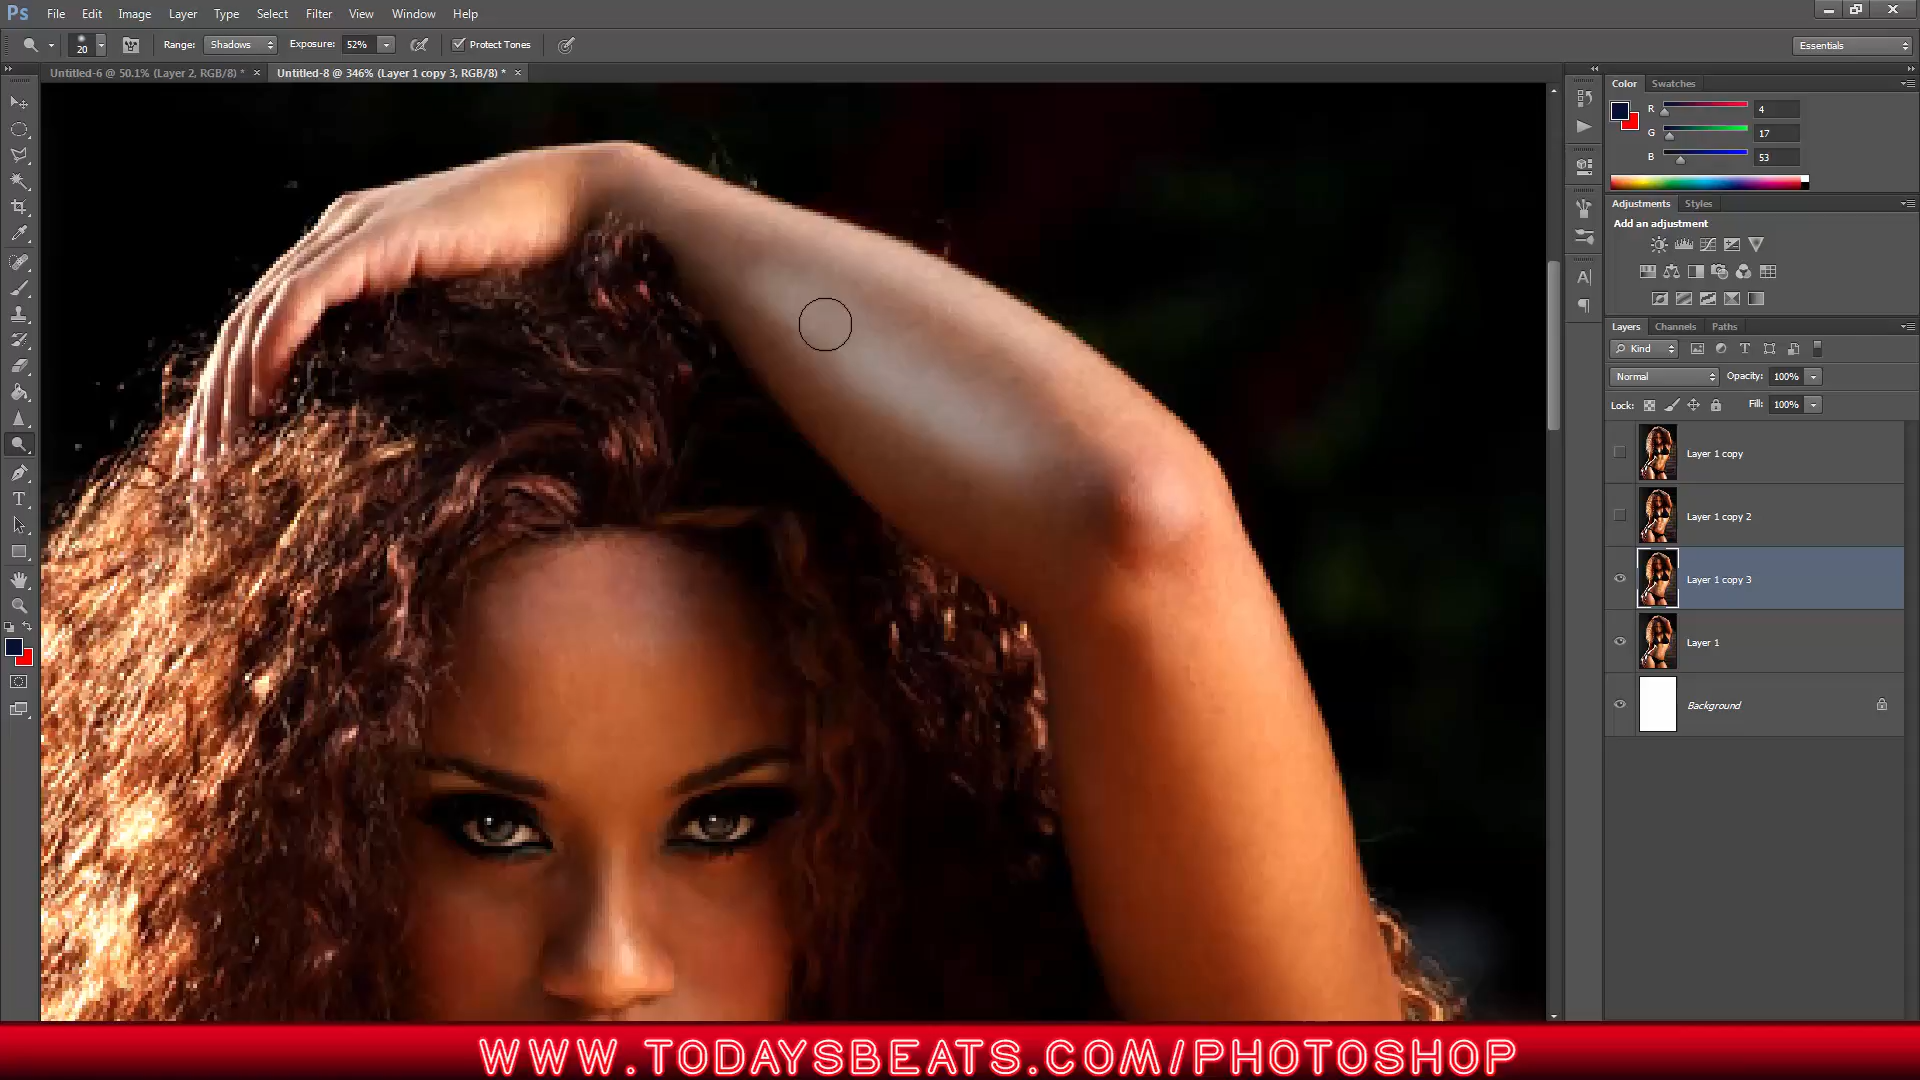 Ps File Edit Image Layer Type Select Filter View Window Help
20 Range: Shadows Exposure: 52% Protect Tones Essentials
Untitled-6 @ 50.1% (Layer 2, RGB/8) * × Untitled-8 @ 346% (Layer 1 copy 3, RGB/8) * ×
Color Swatches
R 4
G 17
B 53
Adjustments Styles
Add an adjustment
Layers Channels Paths
Kind
Normal Opacity: 100%
Lock: Fill: 100%
Layer 1 copy
Layer 1 copy 2
Layer 1 copy 3
Layer 1
Background
WWW.TODAYSBEATS.COM/PHOTOSHOP